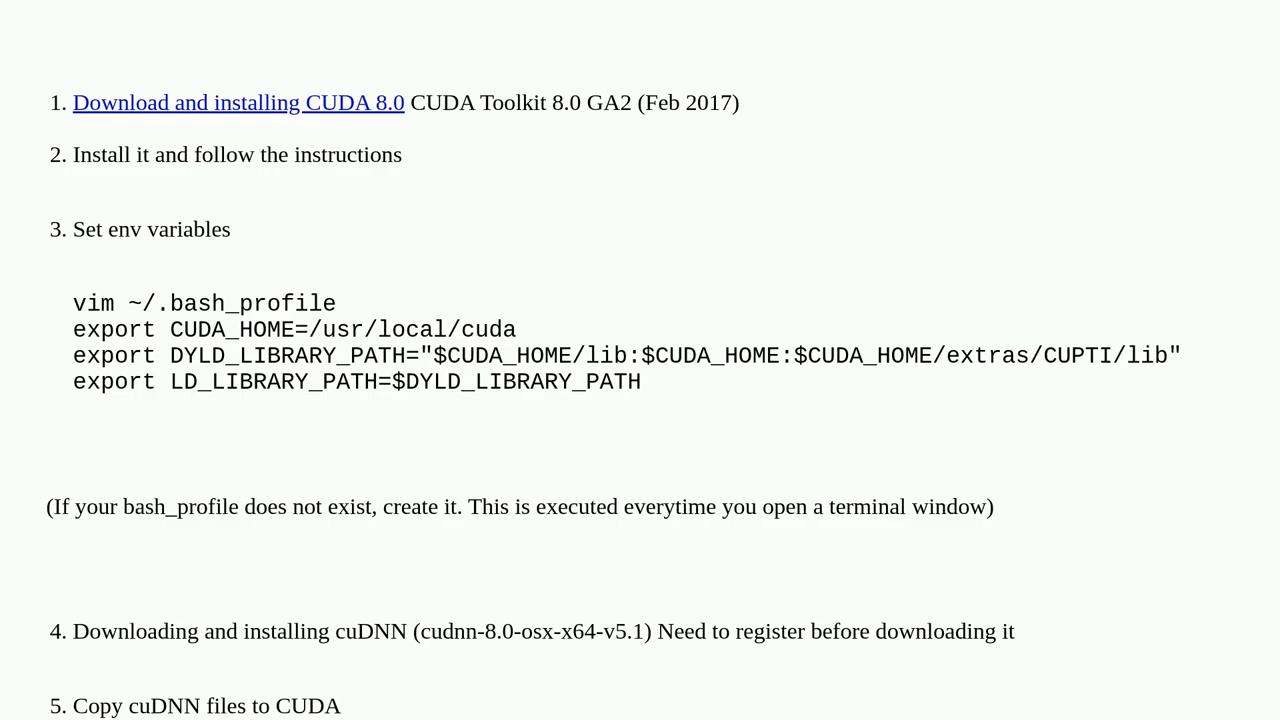 1. Download and installing CUDA 8.0 CUDA Toolkit 8.0 GA2 (Feb 2017)
2. Install it and follow the instructions
3. Set env variables
vim ~/.bash_profile
export CUDA_HOME=/usr/local/cuda
export DYLD_LIBRARY_PATH="$CUDA_HOME/lib:$CUDA_HOME:$CUDA_HOME/extras/CUPTI/lib"
export LD_LIBRARY_PATH=$DYLD_LIBRARY_PATH
(If your bash_profile does not exist, create it. This is executed everytime you open a terminal window)
4. Downloading and installing cuDNN (cudnn-8.0-osx-x64-v5.1) Need to register before downloading it
5. Copy cuDNN files to CUDA